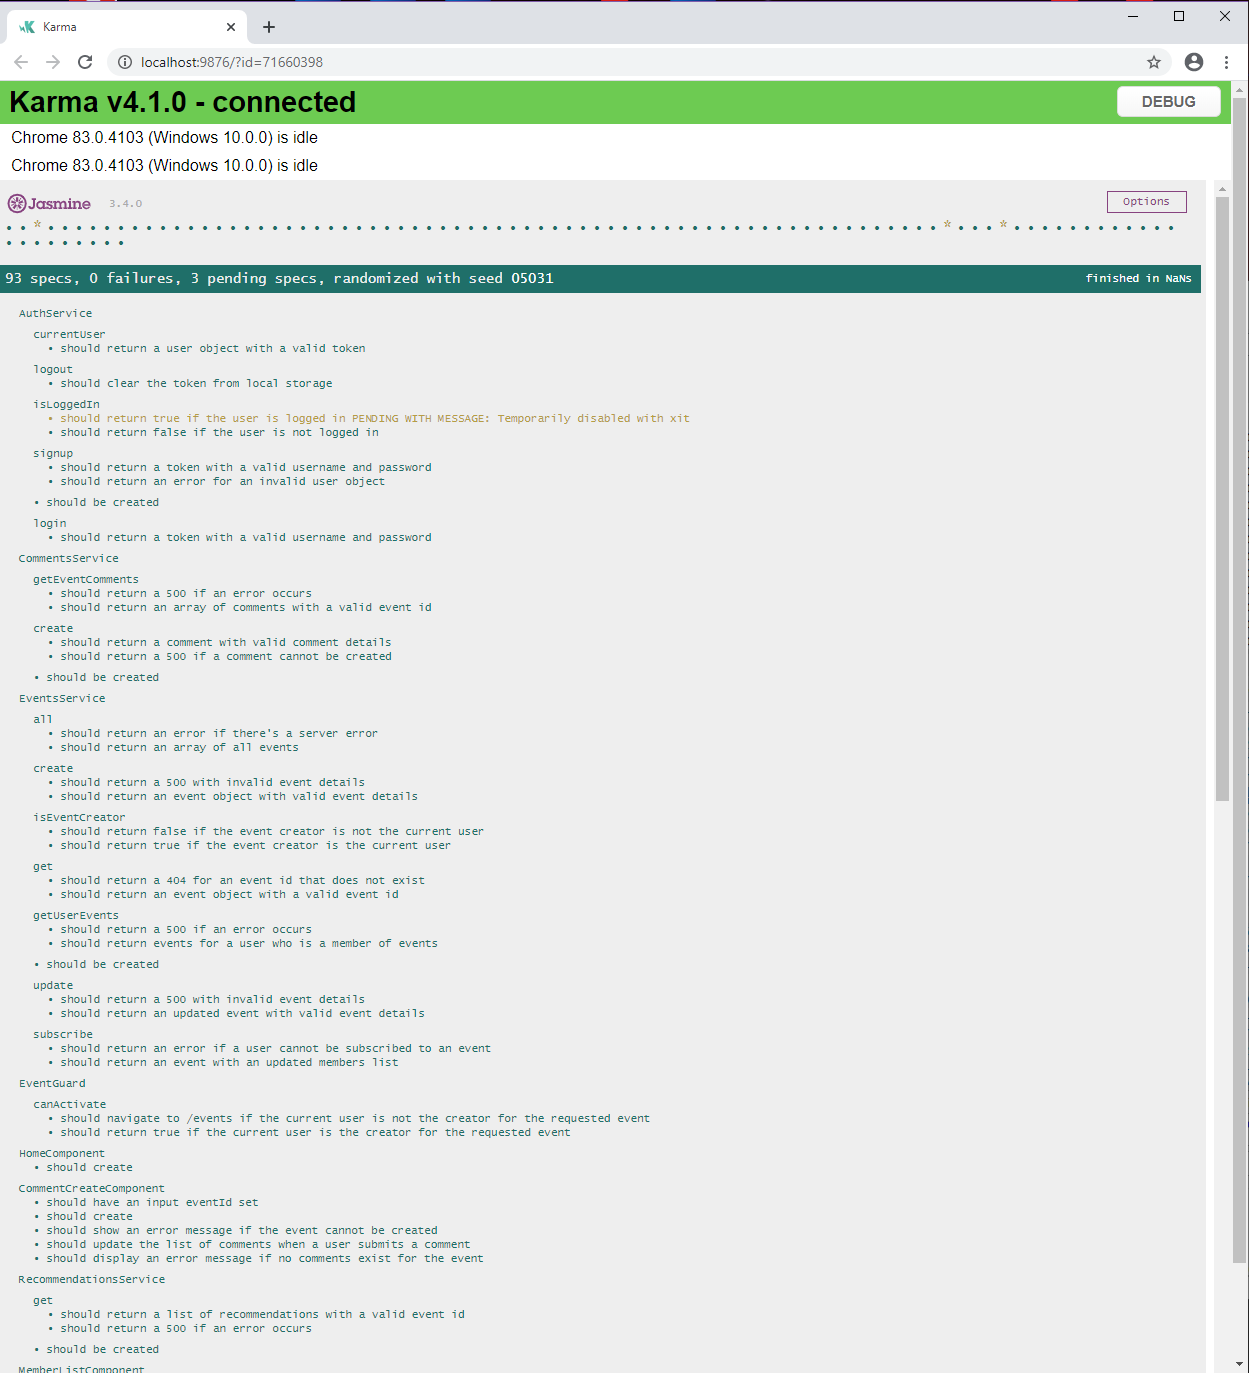 Karma
localhost:9876/?id=71660398
Karma v4.1.0 - connected
DEBUG
Chrome 83.0.4103 (Windows 10.0.0) is idle
Chrome 83.0.4103 (Windows 10.0.0) is idle
Jasmine 3.4.0
Options
93 specs, 0 failures, 3 pending specs, randomized with seed 05031
finished in NaNs
AuthService
currentUser
• should return a user object with a valid token
logout
• should clear the token from local storage
isLoggedIn
• should return true if the user is logged in PENDING WITH MESSAGE: Temporarily disabled with xit
• should return false if the user is not logged in
signup
• should return a token with a valid username and password
• should return an error for an invalid user object
• should be created
login
• should return a token with a valid username and password
CommentsService
getEventComments
• should return a 500 if an error occurs
• should return an array of comments with a valid event id
create
• should return a comment with valid comment details
• should return a 500 if a comment cannot be created
• should be created
EventsService
all
• should return an error if there's a server error
• should return an array of all events
create
• should return a 500 with invalid event details
• should return an event object with valid event details
isEventCreator
• should return false if the event creator is not the current user
• should return true if the event creator is the current user
get
• should return a 404 for an event id that does not exist
• should return an event object with a valid event id
getUserEvents
• should return a 500 if an error occurs
• should return events for a user who is a member of events
• should be created
update
• should return a 500 with invalid event details
• should return an updated event with valid event details
subscribe
• should return an error if a user cannot be subscribed to an event
• should return an event with an updated members list
EventGuard
canActivate
• should navigate to /events if the current user is not the creator for the requested event
• should return true if the current user is the creator for the requested event
HomeComponent
• should create
CommentCreateComponent
• should have an input eventId set
• should create
• should show an error message if the event cannot be created
• should update the list of comments when a user submits a comment
• should display an error message if no comments exist for the event
RecommendationsService
get
• should return a list of recommendations with a valid event id
• should return a 500 if an error occurs
• should be created
MemberListComponent